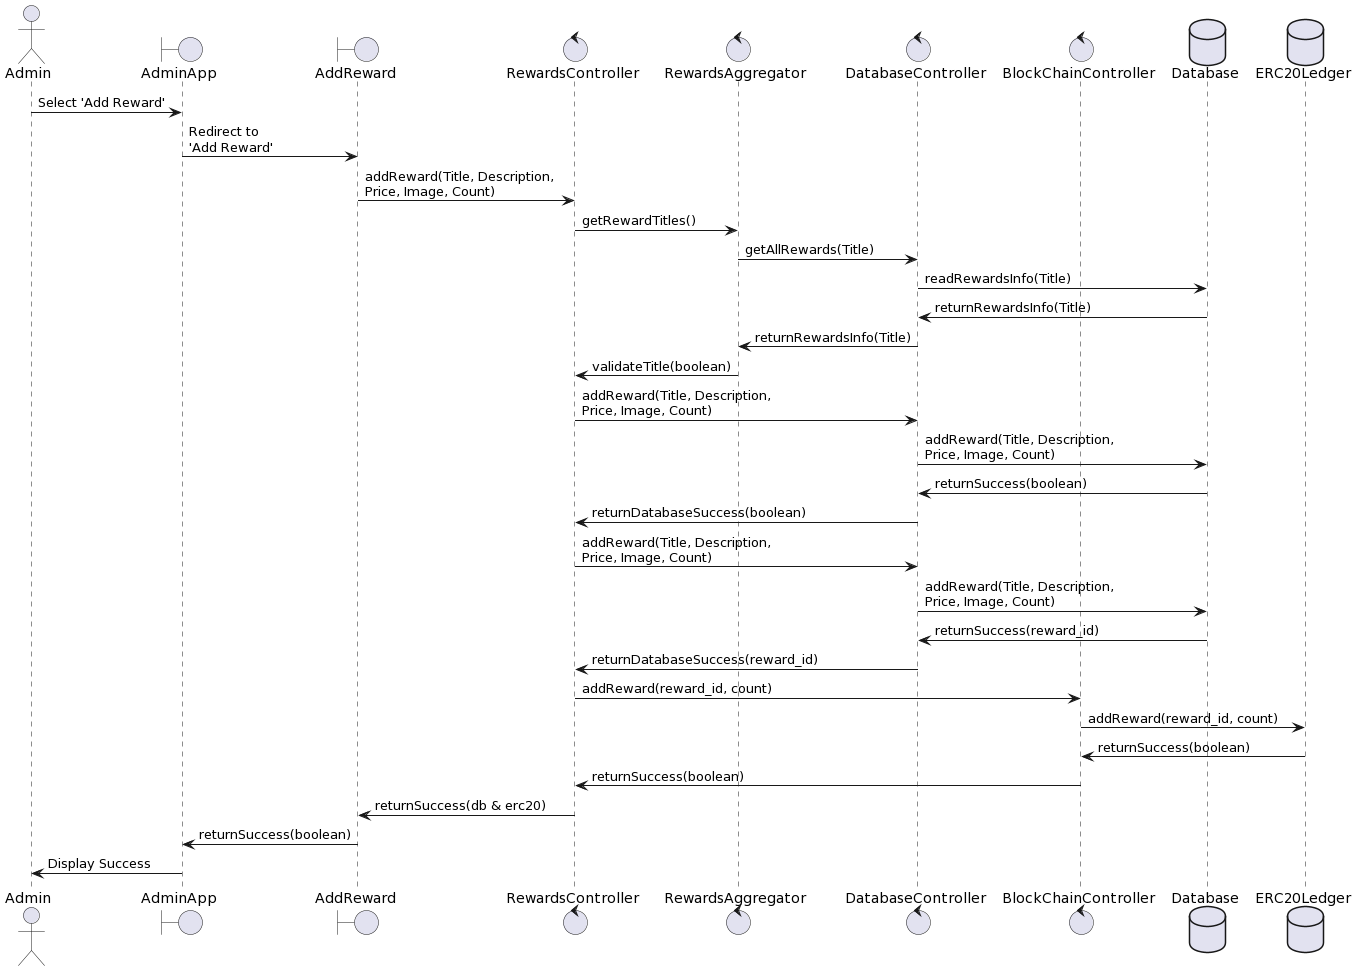 Admin
AdminApp
AddReward
RewardsController
RewardsAggregator
DatabaseController
BlockChainController
Database
ERC20Ledger
Select 'Add Reward'
Redirect to
'Add Reward'
addReward(Title, Description,
Price, Image, Count)
getRewardTitles()
getAllRewards(Title)
readRewardsInfo(Title)
returnRewardsInfo(Title)
returnRewardsInfo(Title)
validateTitle(boolean)
addReward(Title, Description,
Price, Image, Count)
addReward(Title, Description,
Price, Image, Count)
returnSuccess(boolean)
returnDatabaseSuccess(boolean)
addReward(Title, Description,
Price, Image, Count)
addReward(Title, Description,
Price, Image, Count)
returnSuccess(reward_id)
returnDatabaseSuccess(reward_id)
addReward(reward_id, count)
addReward(reward_id, count)
returnSuccess(boolean)
returnSuccess(boolean)
returnSuccess(db & erc20)
returnSuccess(boolean)
Display Success
Admin
AdminApp
AddReward
RewardsController
RewardsAggregator
DatabaseController
BlockChainController
Database
ERC20Ledger